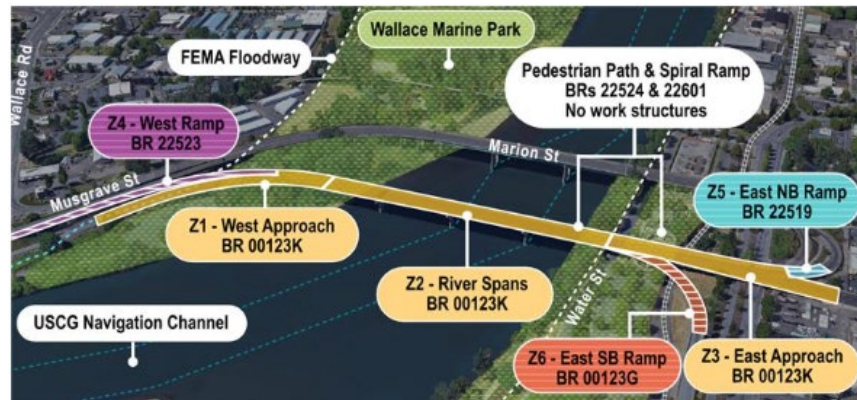 Wallace Rd
FEMA Floodway
Wallace Marine Park
Pedestrian Path & Spiral Ramp
BRs 22524 & 22601
No work structures
Z4 - West Ramp
BR 22523
Musgrave St
Marion St
Z5 - East NB Ramp
BR 22519
Z1 - West Approach
BR 00123K
Z2 - River Spans
BR 00123K
Water St
USCG Navigation Channel
Z6 - East SB Ramp
BR 00123G
Z3 - East Approach
BR 00123K